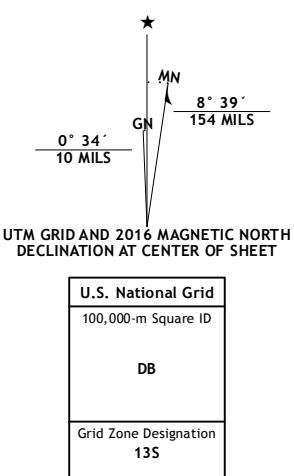 MN
8° 39´
154 MILS
GN
0° 34´
10 MILS
UTM GRID AND 2016 MAGNETIC NORTH
DECLINATION AT CENTER OF SHEET
U.S. National Grid
100,000-m Square ID
DB
Grid Zone Designation
13S